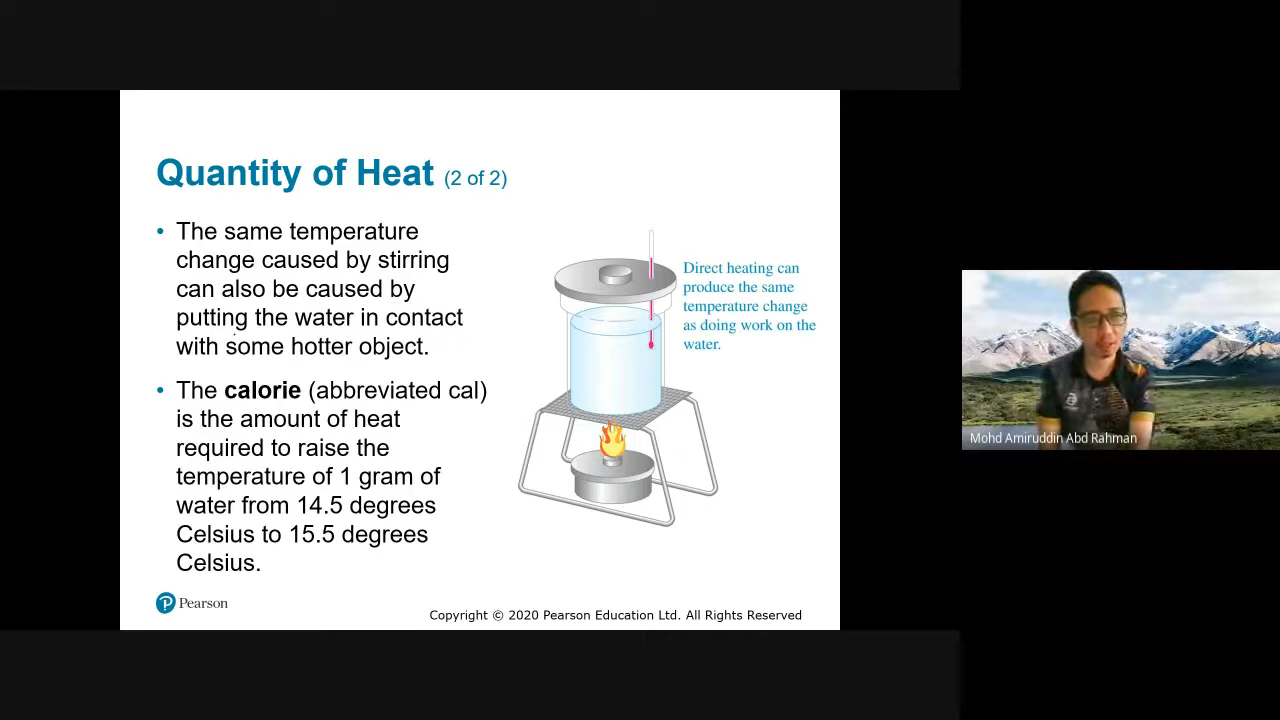 Quantity of Heat (2 of 2)
• The same temperature
change caused by stirring
can also be caused by
putting the water in contact
with some hotter object.
• The calorie (abbreviated cal)
is the amount of heat
required to raise the
temperature of 1 gram of
water from 14.5 degrees
Celsius to 15.5 degrees
Celsius.
Direct heating can
produce the same
temperature change
as doing work on the
water.
P Pearson
Copyright © 2020 Pearson Education Ltd. All Rights Reserved
Mohd Amiruddin Abd Rahman